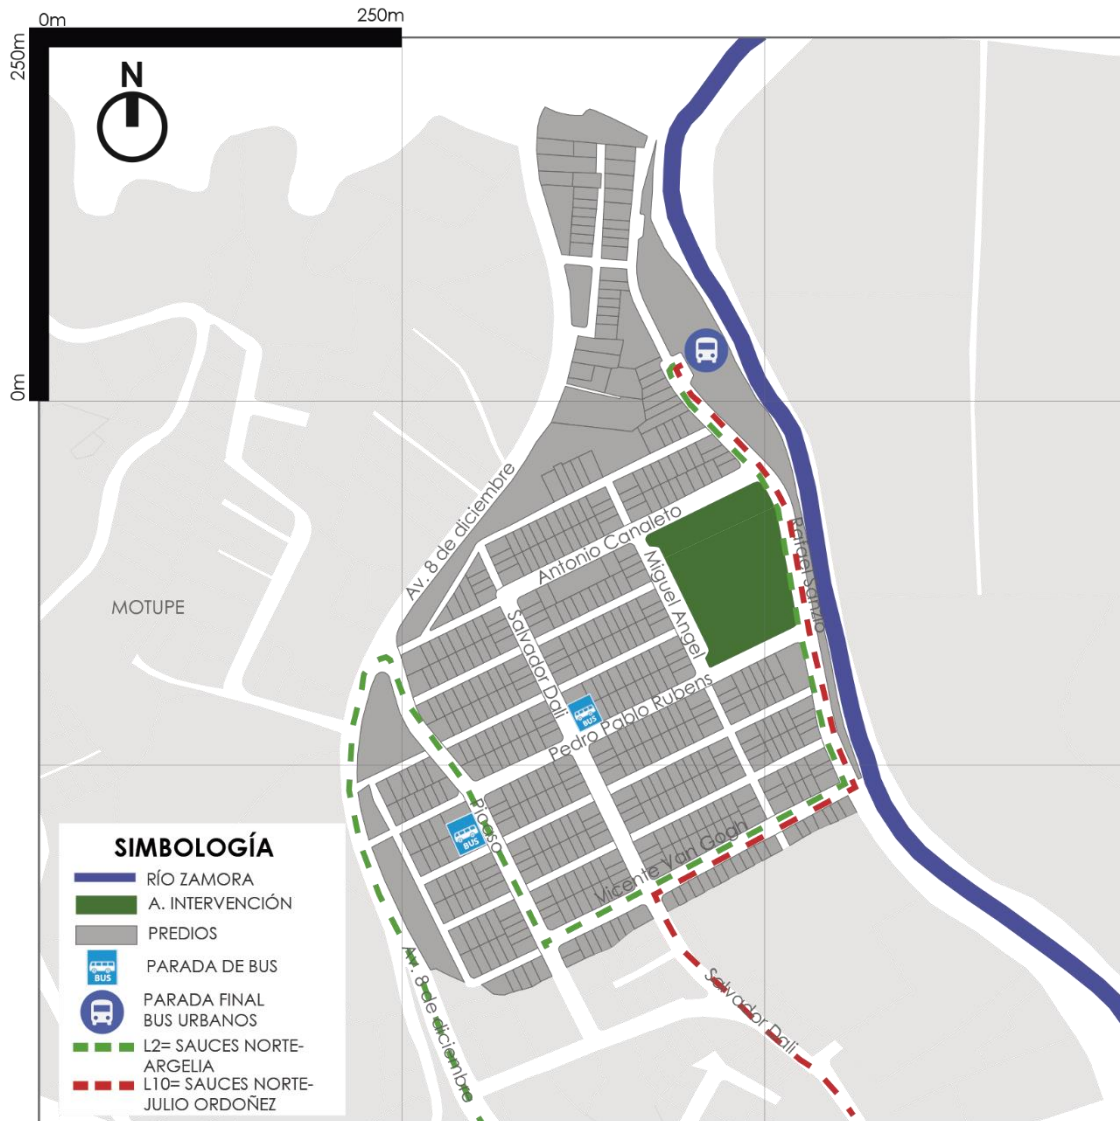 0m
250m
250m
N
0m
Av. 8 de diciembre
Antonio Canaleto
Rafael Sanzio
Miguel Angel
MOTUPE
Salvador Dali
Pedro Pablo Rubens
BUS
Picaso
BUS
Vicente Van Gogh
Av. 8 de diciembre
Salvador Dali
SIMBOLOGÍA
RÍO ZAMORA
A. INTERVENCIÓN
PREDIOS
BUS
PARADA DE BUS
PARADA FINAL
BUS URBANOS
L2= SAUCES NORTE-
ARGELIA
L10= SAUCES NORTE-
JULIO ORDOÑEZ